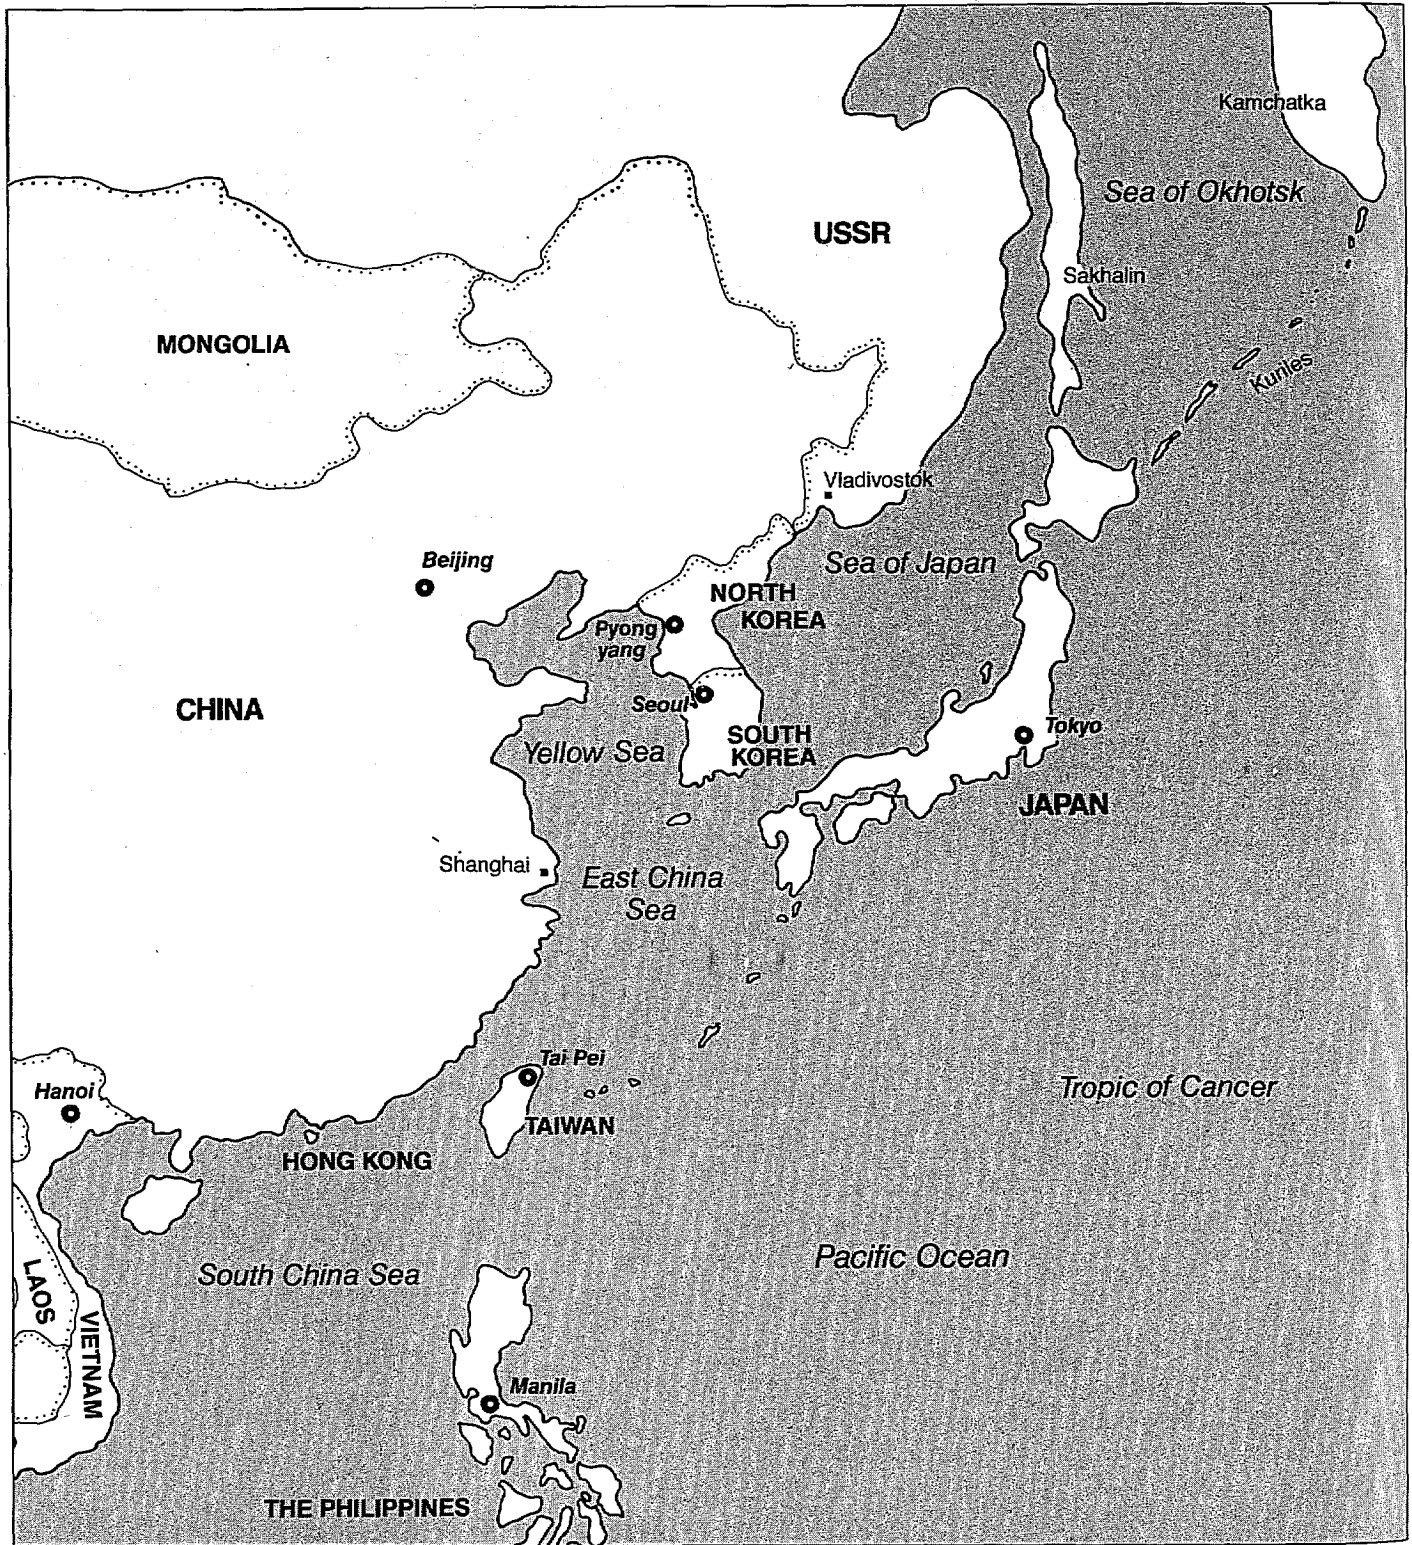 Kamchatka
Sea of Okhotsk
USSR
Sakhalin
MONGOLIA
Kuriles
Vladivostok
Beijing
Sea of Japan
NORTH
KOREA
Pyong
yang
CHINA
Seoul
Tokyo
SOUTH
KOREA
Yellow Sea
JAPAN
Shanghai
East China
Sea
Tai Pei
Hanoi
Tropic of Cancer
TAIWAN
HONG KONG
Pacific Ocean
South China Sea
LAOS
VIETNAM
Manila
THE PHILIPPINES